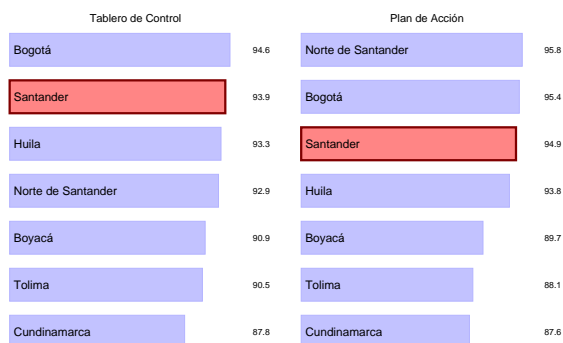 Tablero de Control
Bogotá 94.6
Santander 93.9
Huila 93.3
Norte de Santander 92.9
Boyacá 90.9
Tolima 90.5
Cundinamarca 87.8
Plan de Acción
Norte de Santander 95.8
Bogotá 95.4
Santander 94.9
Huila 93.8
Boyacá 89.7
Tolima 88.1
Cundinamarca 87.6